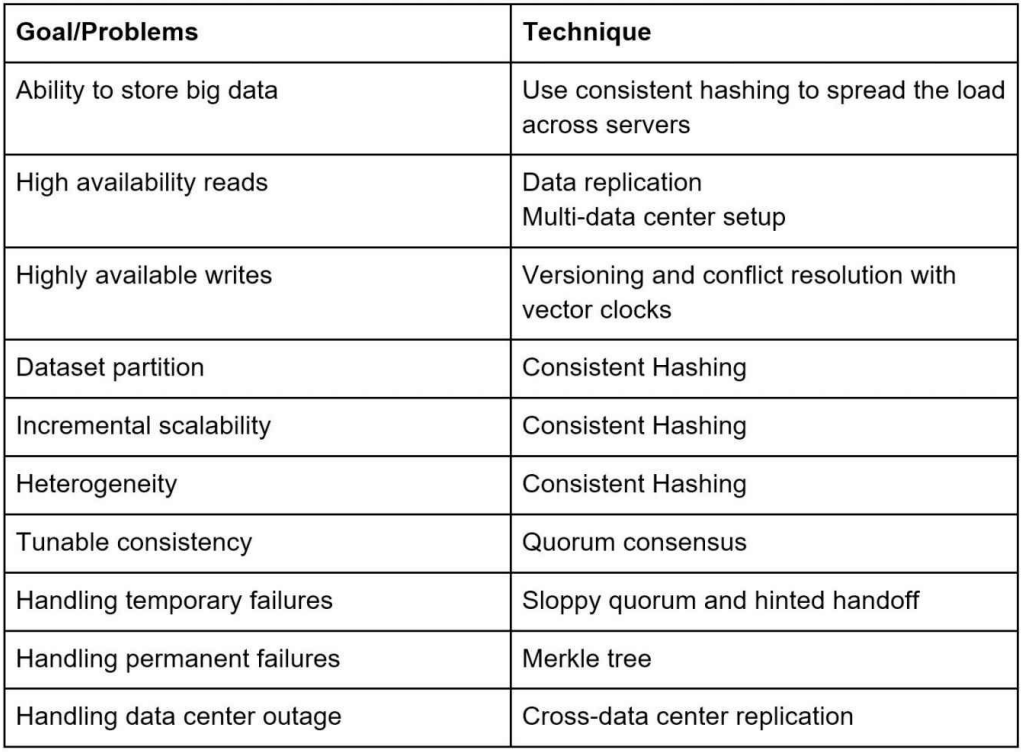 Goal/Problems
Technique
Ability to store big data
Use consistent hashing to spread the load
across servers
High availability reads
Data replication
Multi-data center setup
Highly available writes
Versioning and conflict resolution with
vector clocks
Dataset partition
Consistent Hashing
Incremental scalability
Consistent Hashing
Heterogeneity
Consistent Hashing
Tunable consistency
Quorum consensus
Handling temporary failures
Sloppy quorum and hinted handoff
Handling permanent failures
Merkle tree
Handling data center outage
Cross-data center replication